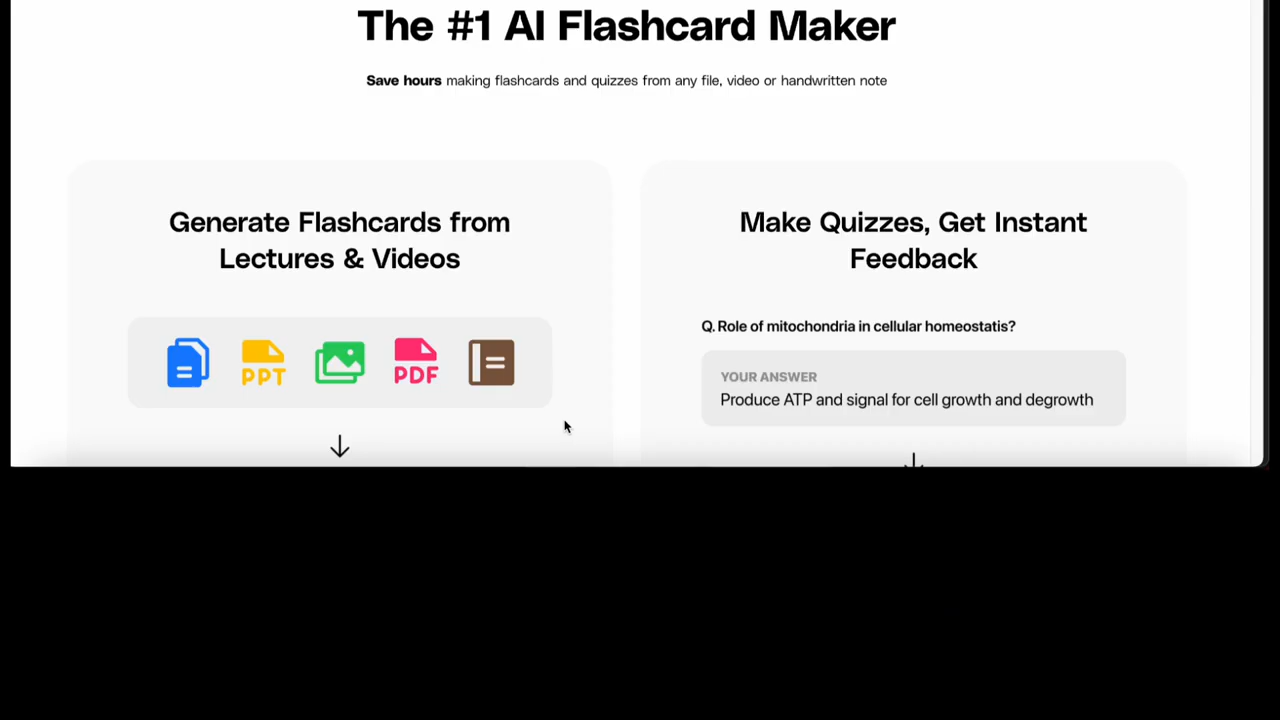 The #1 AI Flashcard Maker
Save hours making flashcards and quizzes from any file, video or handwritten note
Generate Flashcards from
Lectures & Videos
PPT
PDF
Make Quizzes, Get Instant
Feedback
Q. Role of mitochondria in cellular homeostatis?
YOUR ANSWER
Produce ATP and signal for cell growth and degrowth